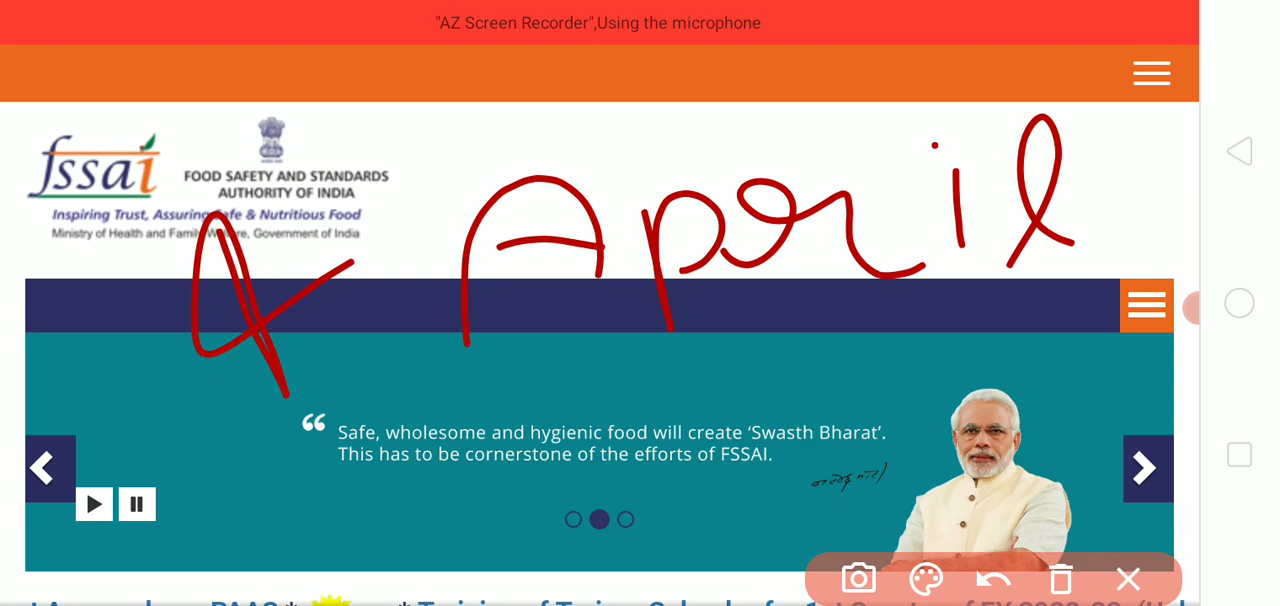 "AZ Screen Recorder",Using the microphone
fssai
FOOD SAFETY AND STANDARDS
AUTHORITY OF INDIA
Inspiring Trust, Assuring Safe & Nutritious Food
Ministry of Health and Family Welfare, Government of India
4 April
“ Safe, wholesome and hygienic food will create ‘Swasth Bharat’.
This has to be cornerstone of the efforts of FSSAI.